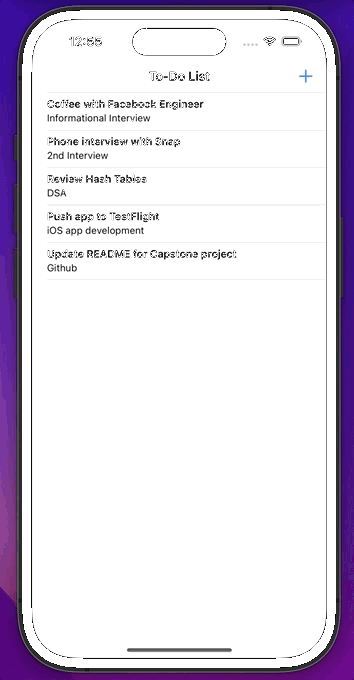 12:55
To-Do List
Coffee with Facebook Engineer
Informational Interview
Phone interview with Snap
2nd Interview
Review Hash Tables
DSA
Push app to TestFlight
iOS app development
Update README for Capstone project
Github